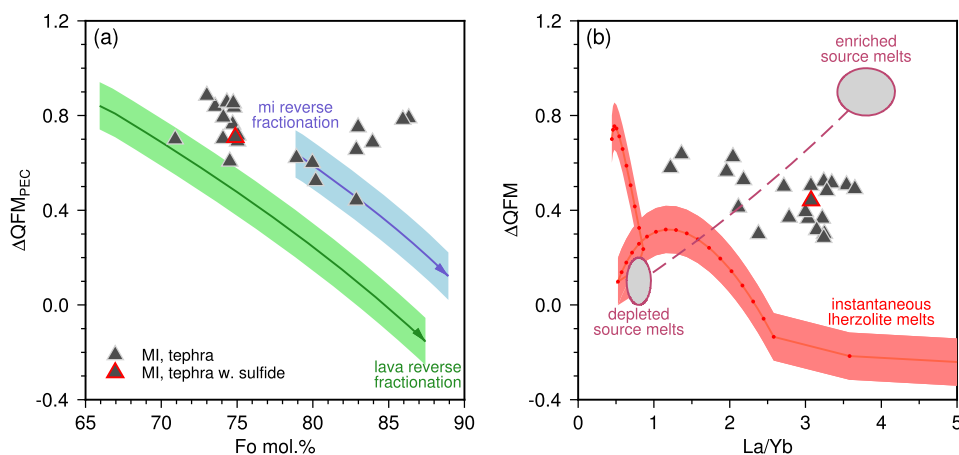 (a)
1.2
0.8
0.4
0.0
-0.4
ΔQFMPEC
mi reverse
fractionation
MI, tephra
MI, tephra w. sulfide
lava reverse
fractionation
65 70 75 80 85 90
Fo mol.%
(b)
1.2
0.8
0.4
0.0
-0.4
ΔQFM
enriched
source melts
depleted
source melts
instantaneous
lherzolite melts
0 1 2 3 4 5
La/Yb